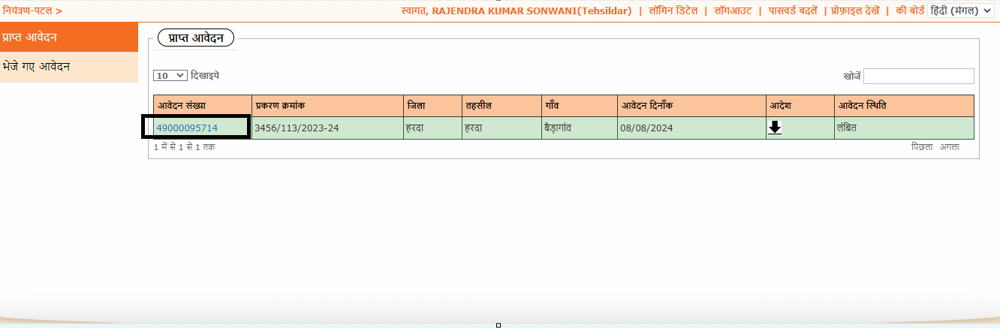 नियंत्रण-पटल >
स्वागत, RAJENDRA KUMAR SONWANI(Tehsildar) | लॉगिन डिटेल | लॉगआउट | पासवर्ड बदलें | प्रोफ़ाइल देखें | की बोर्ड हिंदी (मंगल)
प्राप्त आवेदन
भेजे गए आवेदन
प्राप्त आवेदन
10 दिखाइये
खोजें
आवेदन संख्या प्रकरण क्रमांक जिला तहसील गाँव आवेदन दिनाँक आदेश आवेदन स्थिति
49000095714 3456/113/2023-24 हरदा हरदा बैड़ागांव 08/08/2024 लंबित
1 में से 1 से 1 तक
पिछला अगला